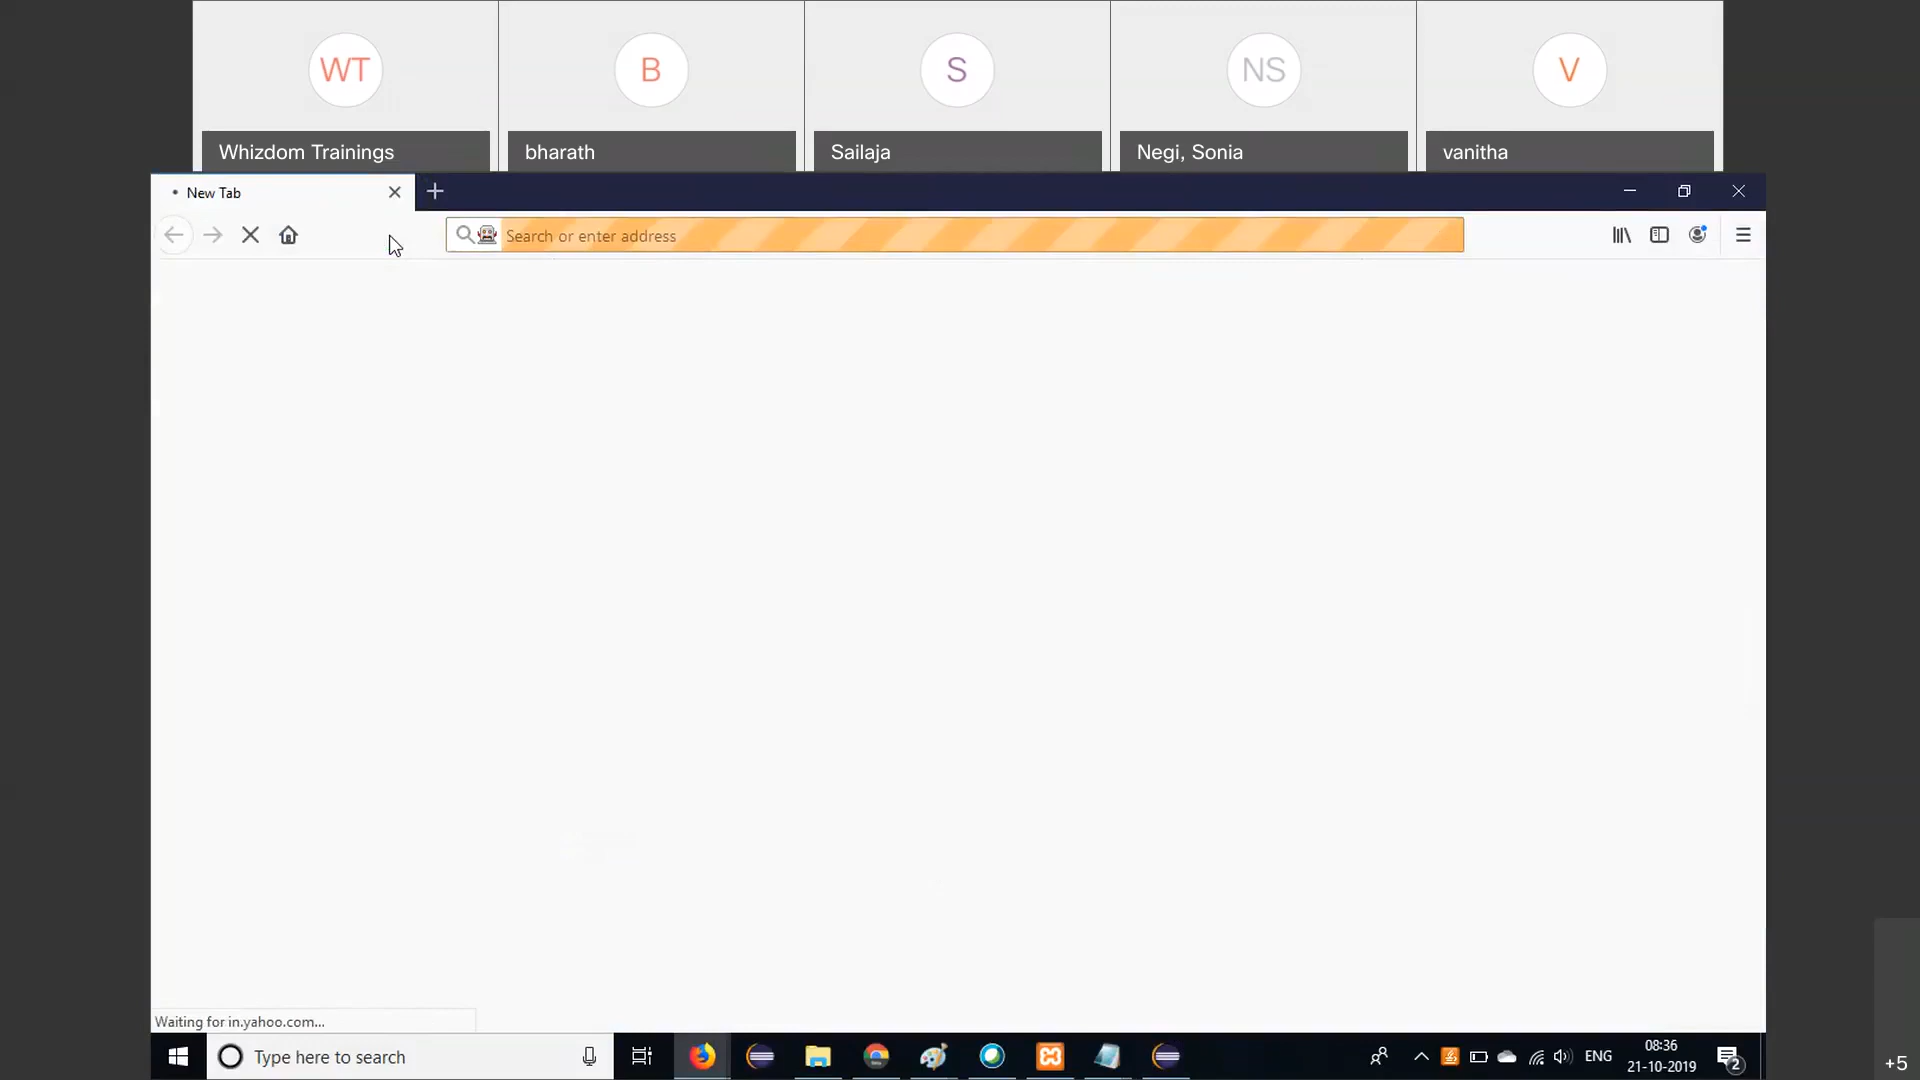 WT
B
S
NS
V
Whizdom Trainings
bharath
Sailaja
Negi, Sonia
vanitha
New Tab
Search or enter address
Waiting for in.yahoo.com...
Type here to search
ENG
08:36
21-10-2019
2
+5